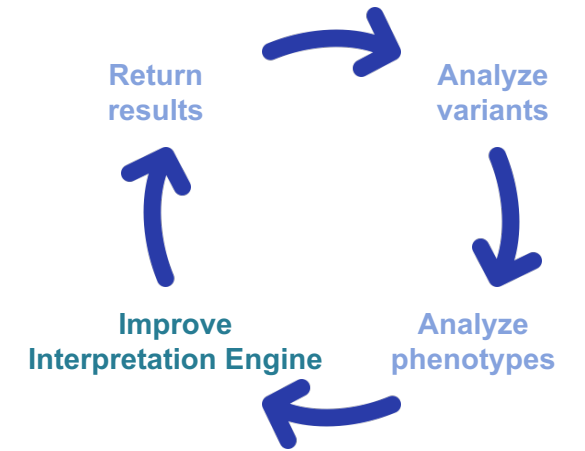 Return
results
Analyze
variants
Improve
Interpretation Engine
Analyze
phenotypes